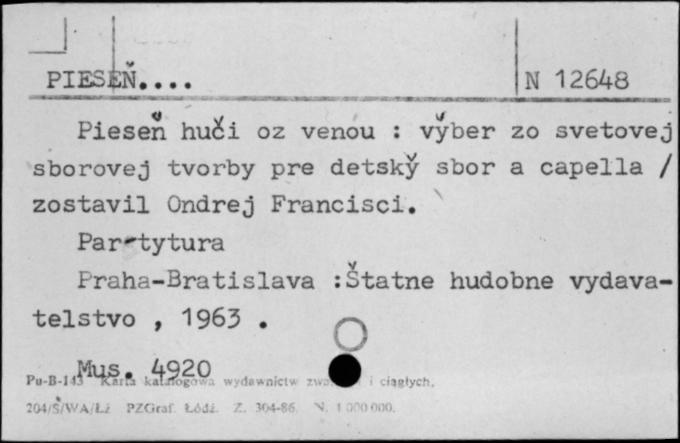 PIESEŇ....
N 12648
Pieseň hučí oz venou : výber zo svetovej
sborovej tvorby pre detský sbor a capella /
zostavil Ondrej Francisci.
Partytura
Praha-Bratislava :Štatne hudobne vydava-
telstvo , 1963 .
Mus. 4920
Pu-B-143 Karta katalogowa wydawnictw i ciągłych.
204/S/WA/Łż PZGraf. Łódź. Z. 304-86. N. 1 000 000.